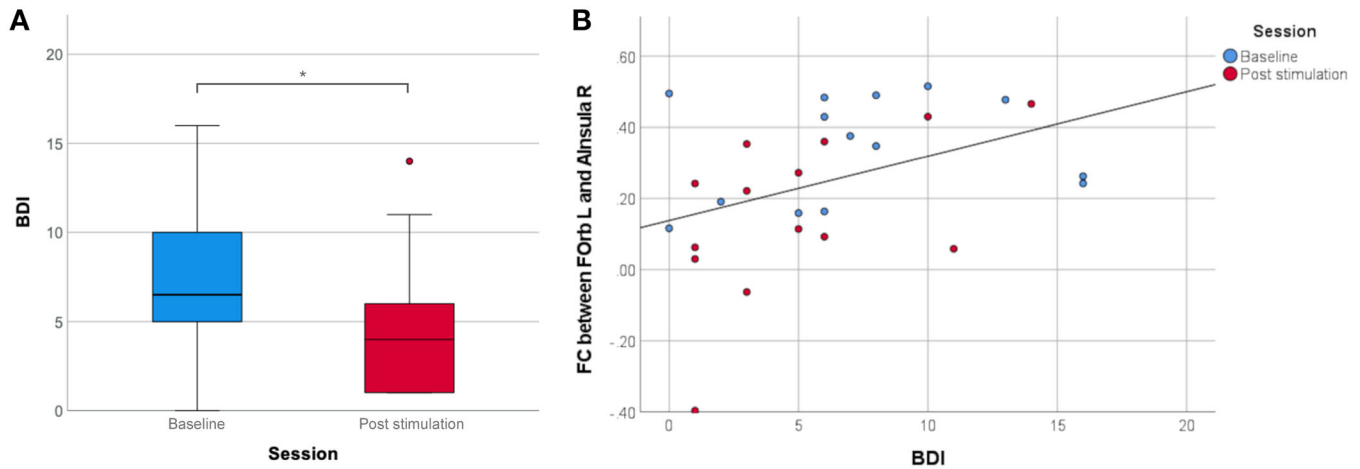 A
20
15
10
5
0
BDI
*
Baseline
Post stimulation
Session
B
.60
.40
.20
.00
-.20
-.40
FC between FOrb L and AInsular R
0
5
10
15
20
BDI
Session
Baseline
Post stimulation